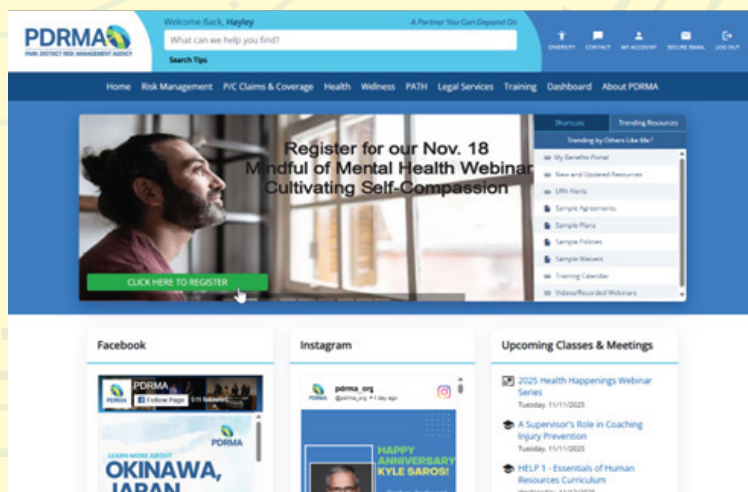 PDRMA
PARK DISTRICT RISK MANAGEMENT AGENCY
Welcome Back, Hayley
A Partner You Can Depend On
What can we help you find?
Search Tips
DIVERSITY
CONTACT
MY ACCOUNT
SECURE EMAIL
LOG OUT
Home Risk Management P/C Claims & Coverage Health Wellness PATH Legal Services Training Dashboard About PDRMA
Register for our Nov. 18
Mindful of Mental Health Webinar
Cultivating Self-Compassion
CLICK HERE TO REGISTER
Shortcuts
Trending Resources
Trending by Others Like Me?
My Benefits Portal
New and Updated Resources
LRN Alerts
Sample Agreements
Sample Plans
Sample Policies
Sample Waivers
Training Calendar
Videos/Recorded Webinars
Facebook
PDRMA
Follow Page
511 followers
LEARN MORE ABOUT
PDRMA
OKINAWA,
JAPAN
Instagram
pdrma_org
@pdrma_org • 1 day ago
HAPPY
ANNIVERSARY
KYLE SAROS!
Upcoming Classes & Meetings
2025 Health Happenings Webinar
Series
Tuesday, 11/11/2025
A Supervisor's Role in Coaching
Injury Prevention
Tuesday, 11/11/2025
HELP 1 - Essentials of Human
Resources Curriculum